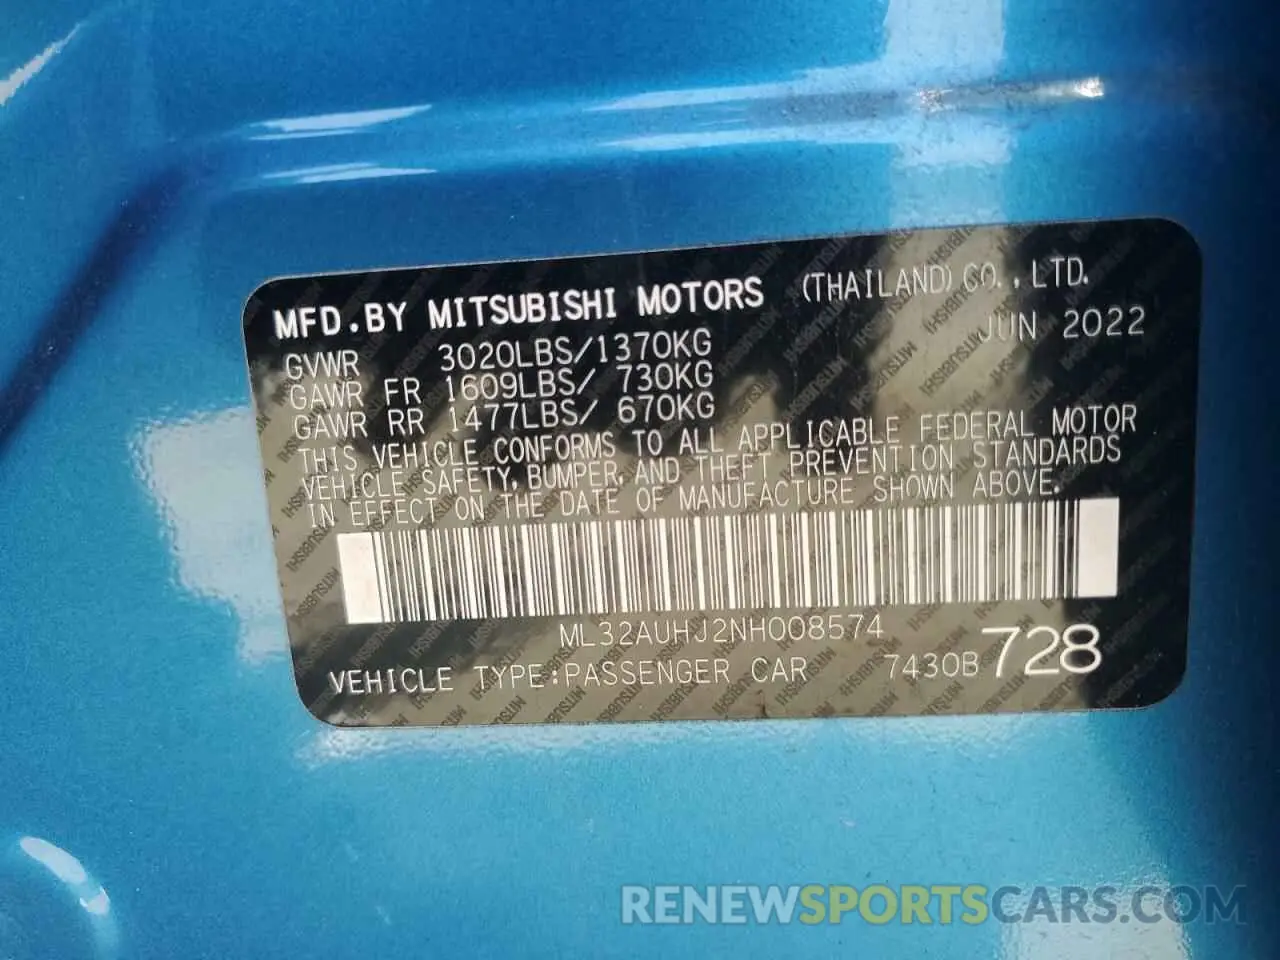 MFD.BY MITSUBISHI MOTORS (THAILAND) CO.,LTD.
JUN 2022
GVWR 3020LBS/1370KG
GAWR FR 1609LBS/ 730KG
GAWR RR 1477LBS/ 670KG
THIS VEHICLE CONFORMS TO ALL APPLICABLE FEDERAL MOTOR
VEHICLE SAFETY, BUMPER, AND THEFT PREVENTION STANDARDS
IN EFFECT ON THE DATE OF MANUFACTURE SHOWN ABOVE.
ML32AUHJ2NH008574
VEHICLE TYPE:PASSENGER CAR 7430B 728
RENEWSPORTSCARS.COM